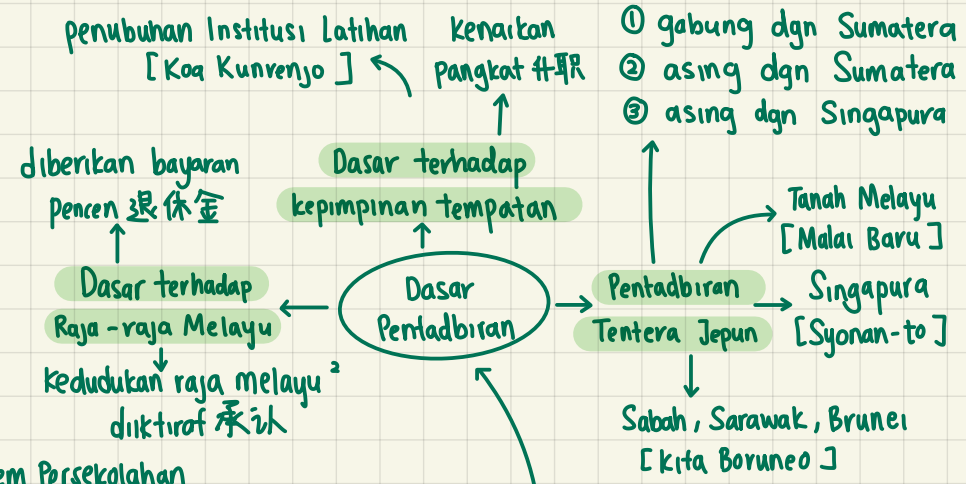 penubuhan Institusi Latihan
[Koa Kunrenjo]
kenaikan
pangkat 升职
① gabung dgn Sumatera
② asing dgn Sumatera
③ asing dgn Singapura
diberikan bayaran
pencen 退休金
Dasar terhadap
kepimpinan tempatan
Tanah Melayu
[Malai Baru]
Dasar terhadap
Raja-raja Melayu
Dasar
Pentadbiran
Pentadbiran
Tentera Jepun
Singapura
[Syonan-to]
Kedudukan raja melayu²
diiktiraf 承认
Sabah, Sarawak, Brunei
[Kita Boruneo]
em Persekolahan